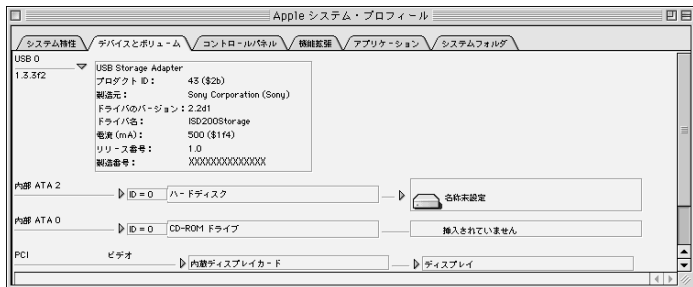 Apple システム・プロフィール
システム特性 デバイスとボリューム コントロールパネル 機能拡張 アプリケーション システムフォルダ
USB 0
1.3.3f2
USB Storage Adapter
プロダクト ID： 43 ($2b)
製造元： Sony Corporation (Sony)
ドライバのバージョン：2.2d1
ドライバ名： ISD200Storage
電流 (mA)： 500 ($1f4)
リリース番号： 1.0
製造番号： XXXXXXXXXXXXXX
内部 ATA 2 ID = 0 ハードディスク 名称未設定
内部 ATA 0 ID = 0 CD-ROM ドライブ 挿入されていません
PCI ビデオ 内蔵ディスプレイカード ディスプレイ